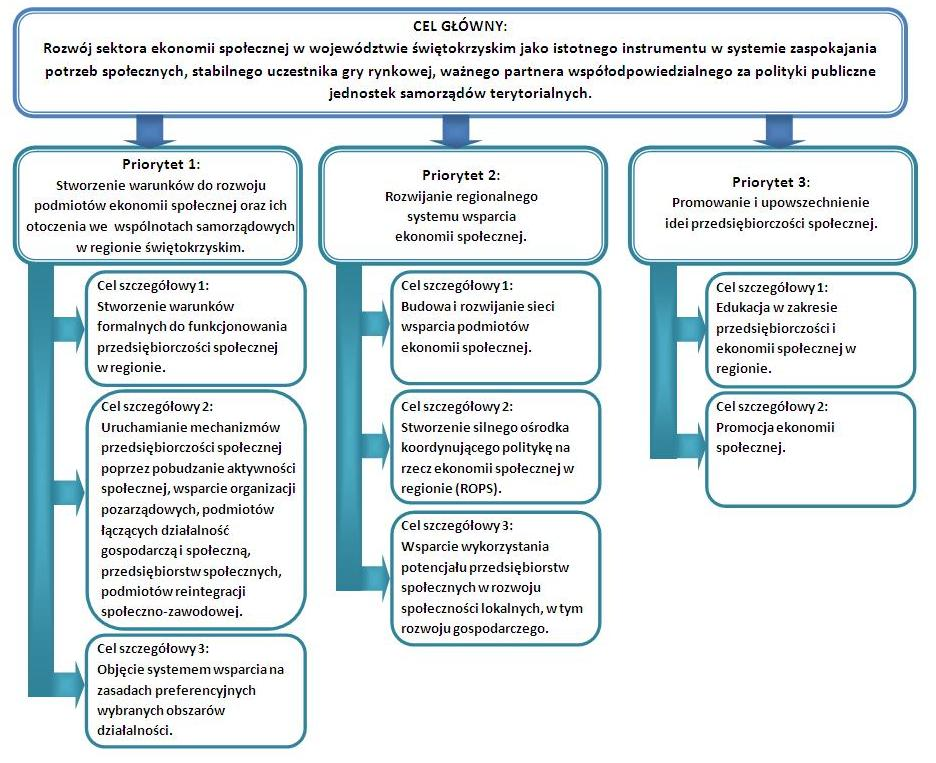 CEL GŁÓWNY:
Rozwój sektora ekonomii społecznej w województwie świętokrzyskim jako istotnego instrumentu w systemie zaspokajania
potrzeb społecznych, stabilnego uczestnika gry rynkowej, ważnego partnera współodpowiedzialnego za polityki publiczne
jednostek samorządów terytorialnych.
Priorytet 1:
Stworzenie warunków do rozwoju
podmiotów ekonomii społecznej oraz ich
otoczenia we wspólnotach samorządowych
w regionie świętokrzyskim.
Cel szczegółowy 1:
Stworzenie warunków
formalnych do funkcjonowania
przedsiębiorczości społecznej
w regionie.
Cel szczegółowy 2:
Uruchamianie mechanizmów
przedsiębiorczości społecznej
poprzez pobudzanie aktywności
społecznej, wsparcie organizacji
pozarządowych, podmiotów
łączących działalność
gospodarczą i społeczną,
przedsiębiorstw społecznych,
podmiotów reintegracji
społeczno-zawodowej.
Cel szczegółowy 3:
Objęcie systemem wsparcia na
zasadach preferencyjnych
wybranych obszarów
działalności.
Priorytet 2:
Rozwijanie regionalnego
systemu wsparcia
ekonomii społecznej.
Cel szczegółowy 1:
Budowa i rozwijanie sieci
wsparcia podmiotów
ekonomii społecznej.
Cel szczegółowy 2:
Stworzenie silnego ośrodka
koordynującego politykę na
rzecz ekonomii społecznej w
regionie (ROPS).
Cel szczegółowy 3:
Wsparcie wykorzystania
potencjału przedsiębiorstw
społecznych w rozwoju
społeczności lokalnych, w tym
rozwoju gospodarczego.
Priorytet 3:
Promowanie i upowszechnienie
idei przedsiębiorczości społecznej.
Cel szczegółowy 1:
Edukacja w zakresie
przedsiębiorczości i
ekonomii społecznej w
regionie.
Cel szczegółowy 2:
Promocja ekonomii
społecznej.